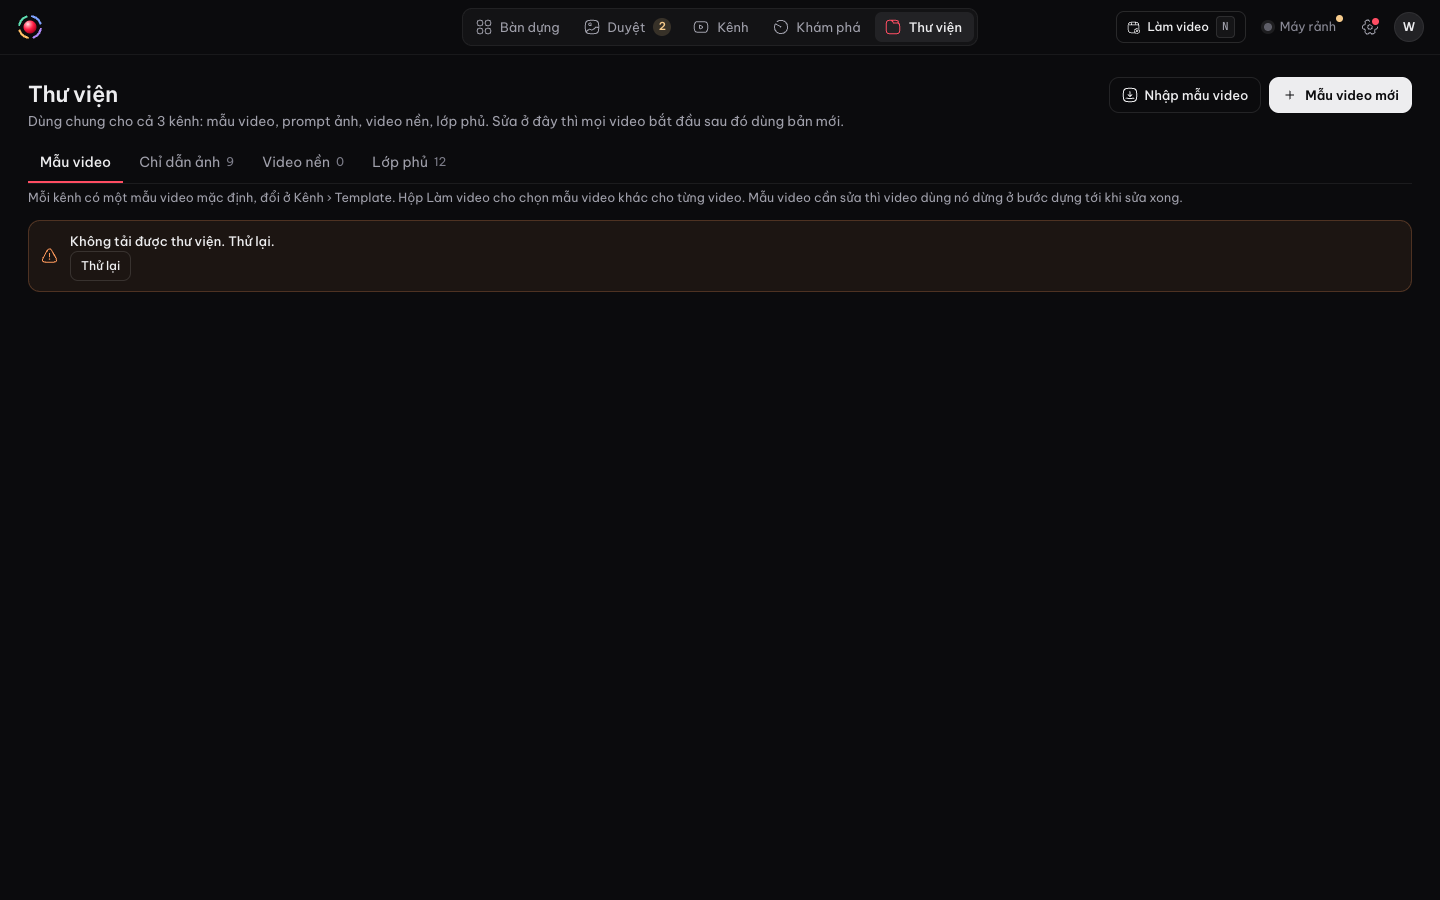 Bàn dựng
Duyệt 2
Kênh
Khám phá
Thư viện
Làm video N
Máy rảnh
W
Thư viện
Dùng chung cho cả 3 kênh: mẫu video, prompt ảnh, video nền, lớp phủ. Sửa ở đây thì mọi video bắt đầu sau đó dùng bản mới.
Nhập mẫu video
Mẫu video mới
Mẫu video
Chỉ dẫn ảnh 9
Video nền 0
Lớp phủ 12
Mỗi kênh có một mẫu video mặc định, đổi ở Kênh › Template. Hộp Làm video cho chọn mẫu video khác cho từng video. Mẫu video cần sửa thì video dùng nó dừng ở bước dựng tới khi sửa xong.
Không tải được thư viện. Thử lại.
Thử lại